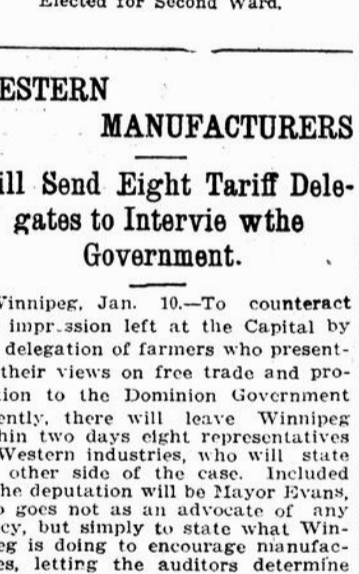 Elected for Second Ward.
ESTERN
MANUFACTURERS
ill Send Eight Tariff Dele-
gates to Intervie wthe
Government.
Winnipeg, Jan. 10.—To counteract
impr.ssion left at the Capital by
delegation of farmers who present-
their views on free trade and pro-
tion to the Dominion Government
ently, there will leave Winnipeg
hin two days eight representatives
Western industries, who will state
other side of the case. Included
he deputation will be Mayor Evans,
o goes not as an advocate of any
cy, but simply to state what Win-
eg is doing to encourage manufac-
es, letting the auditors determine